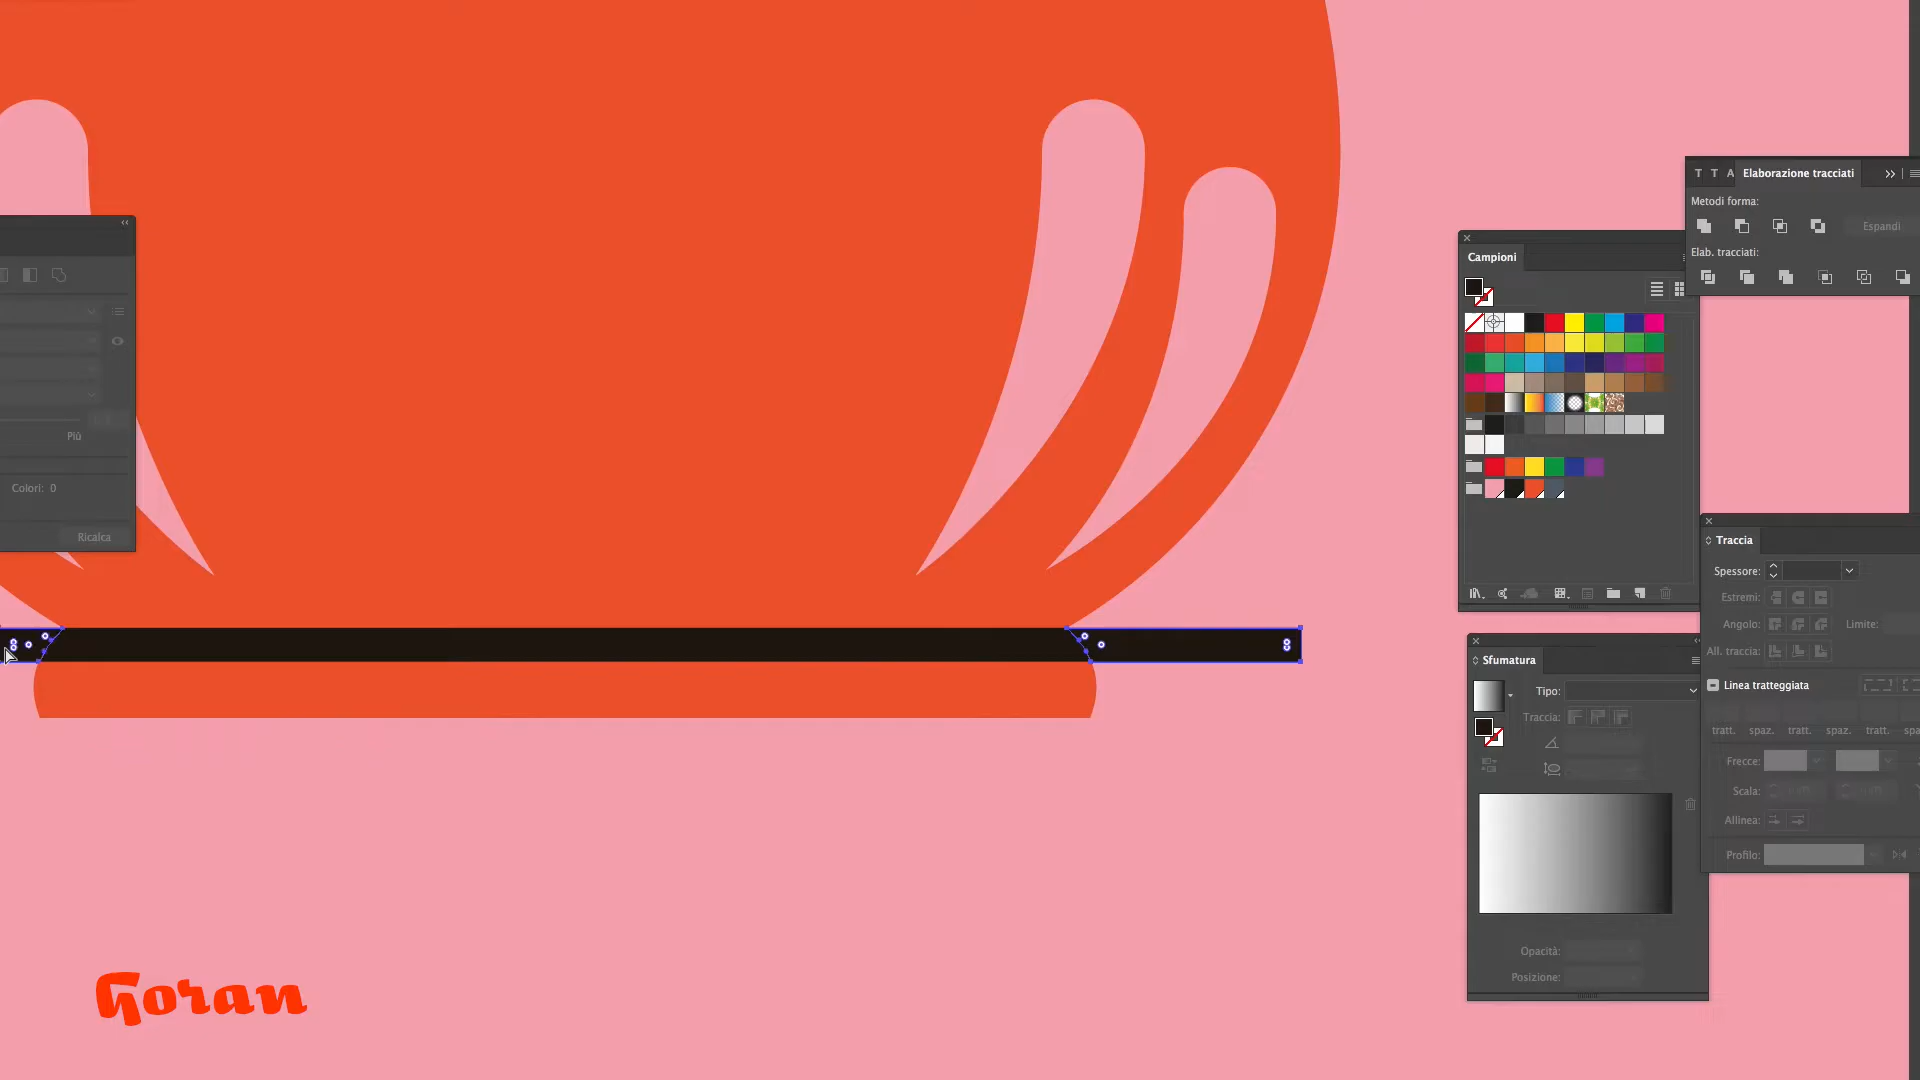 Elaborazione tracciati
Metodi forma:
Espandi
Elab. tracciati:
Campioni
Più
Colori: 0
Ricalca
Traccia
Spessore:
Estremi:
Angolo:
Limite:
All. traccia:
Linea tratteggiata
tratt. spaz. tratt. spaz. tratt. spa
Frecce:
Scala:
Allinea:
Profilo:
Sfumatura
Tipo:
Traccia:
Opacità:
Posizione:
Goran